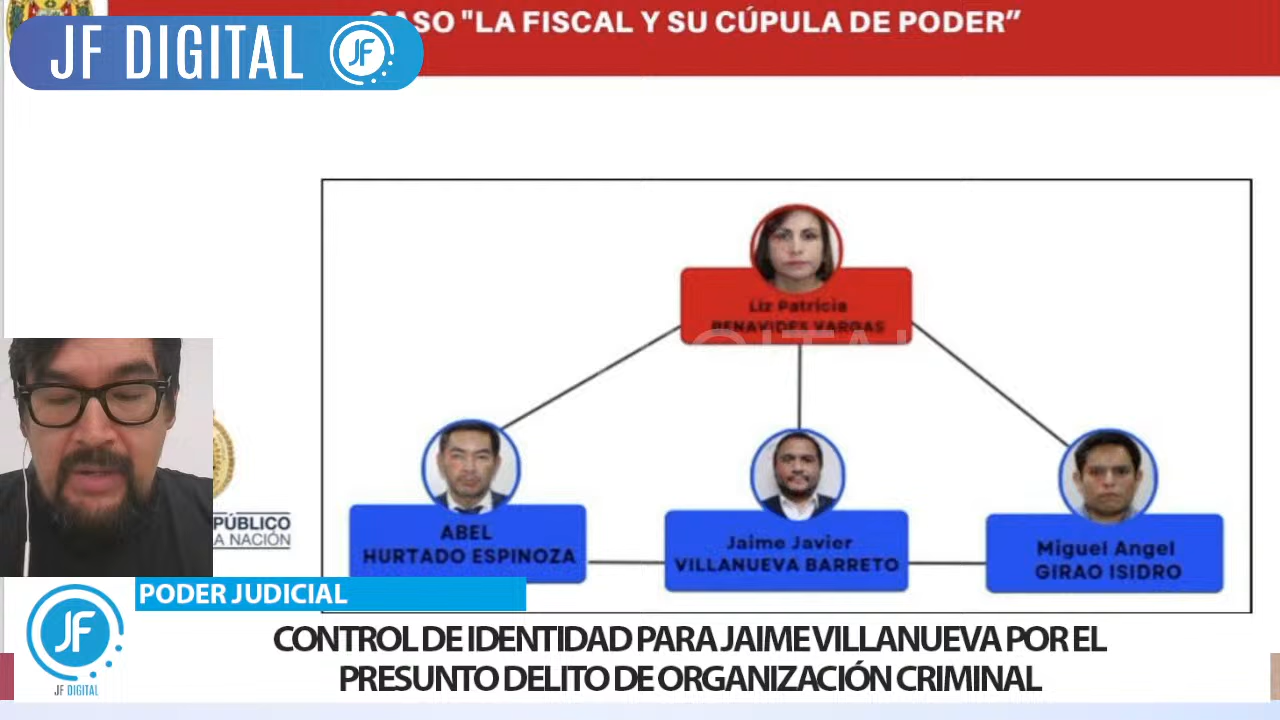 CASO "LA FISCAL Y SU CÚPULA DE PODER”
JF DIGITAL
JF
Liz Patricia
BENAVIDES VARGAS
ABEL
HURTADO ESPINOZA
Jaime Javier
VILLANUEVA BARRETO
Miguel Angel
GIRAO ISIDRO
PÚBLICO
A NACIÓN
PODER JUDICIAL
JF
JF DIGITAL
CONTROL DE IDENTIDAD PARA JAIME VILLANUEVA POR EL
PRESUNTO DELITO DE ORGANIZACIÓN CRIMINAL